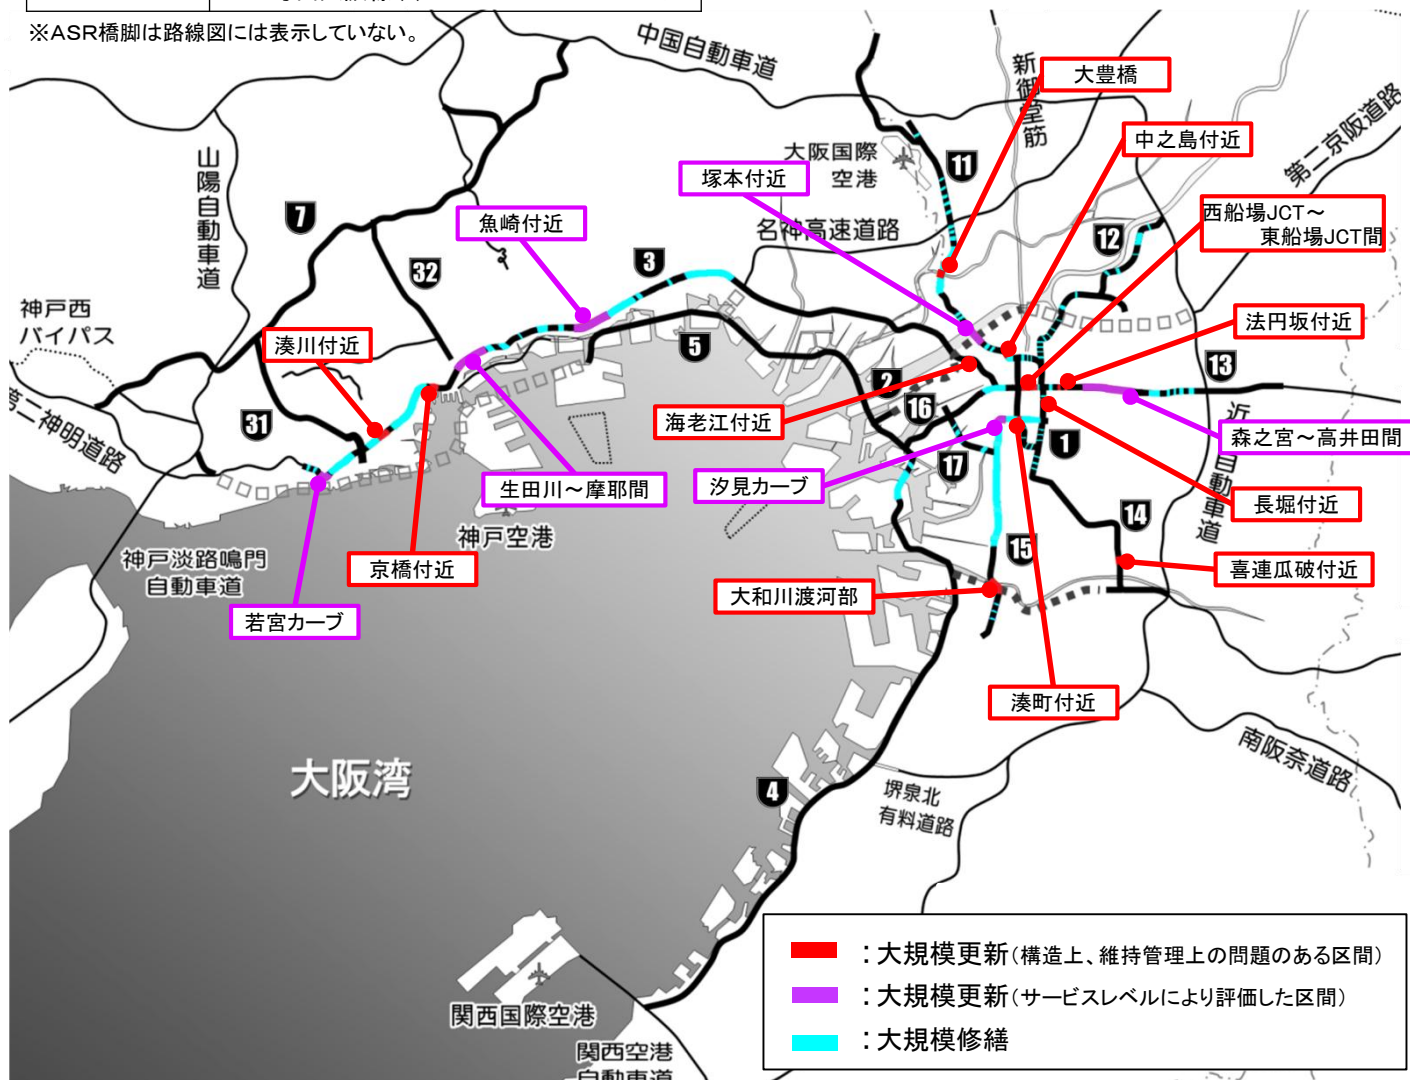 ※ASR橋脚は路線図には表示していない。
中国自動車道
新御堂筋
大豊橋
中之島付近
第二京阪道路
大阪国際
空港
11
塚本付近
西船場JCT～
東船場JCT間
山陽自動車道
7
魚崎付近
名神高速道路
12
32
3
神戸西
バイパス
湊川付近
5
法円坂付近
2
13
16
海老江付近
近
自動車道
第二神明道路
31
1
森之宮～高井田間
17
生田川～摩耶間
汐見カーブ
長堀付近
14
神戸空港
15
神戸淡路鳴門
自動車道
京橋付近
喜連瓜破付近
大和川渡河部
若宮カーブ
湊町付近
南阪奈道路
大阪湾
4
堺泉北
有料道路
：大規模更新(構造上、維持管理上の問題のある区間)
：大規模更新(サービスレベルにより評価した区間)
：大規模修繕
関西国際空港
関西空港
自動車道